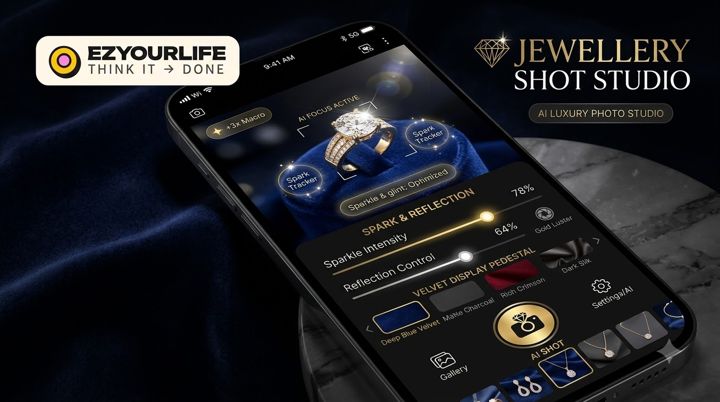 EZYOURLIFE
THINK IT → DONE
JEWELLERY
SHOT STUDIO
AI LUXURY PHOTO STUDIO
9:41 AM
5G
+3x Macro
AI FOCUS ACTIVE
Spark Tracker
Spark Tracker
Sparkle & glint: Optimized
SPARK & REFLECTION
Sparkle Intensity
78%
Reflection Control
64%
Gold Luster
VELVET DISPLAY PEDESTAL
Deep Blue Velvet
Matte Charcoal
Rich Crimson
Dark Silk
Gallery
AI SHOT
Settings/AI